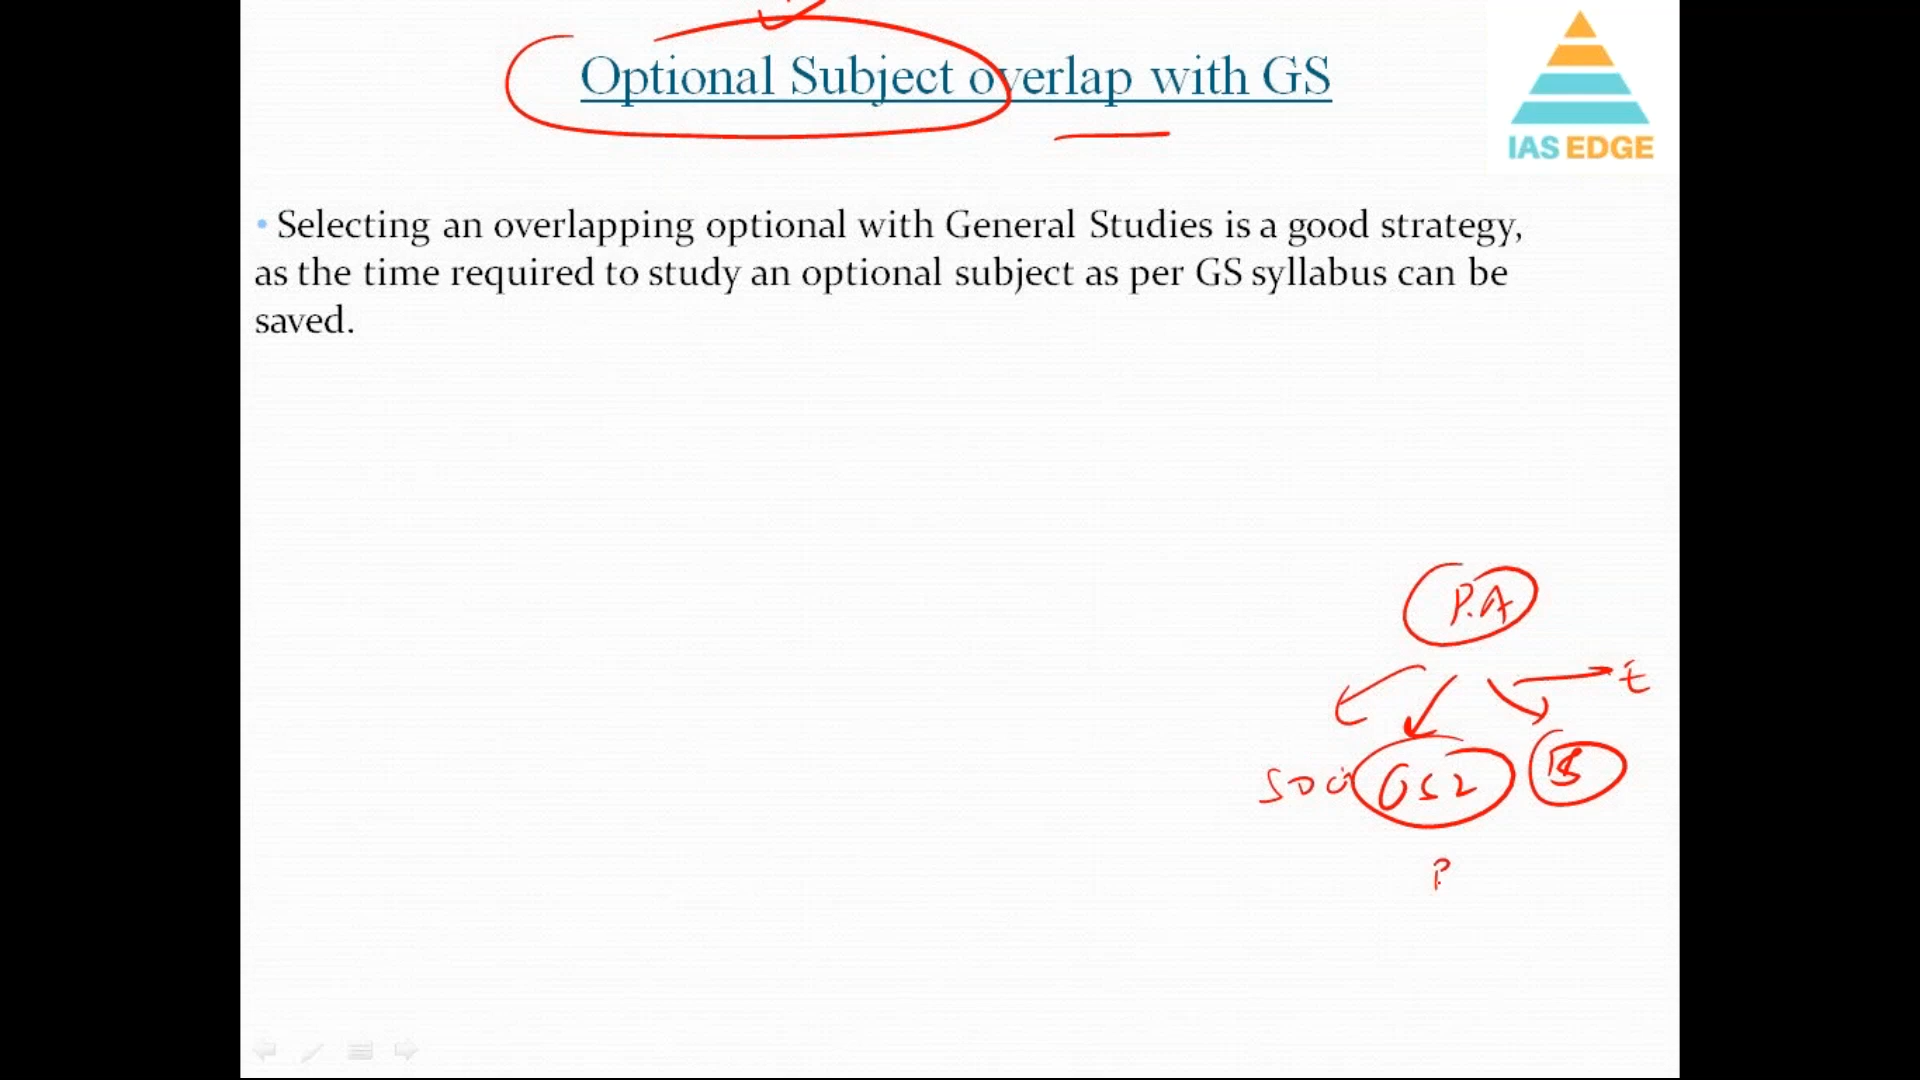 Optional Subject overlap with GS
IAS EDGE
• Selecting an overlapping optional with General Studies is a good strategy,
as the time required to study an optional subject as per GS syllabus can be
saved.
P.A
E
GS2
P